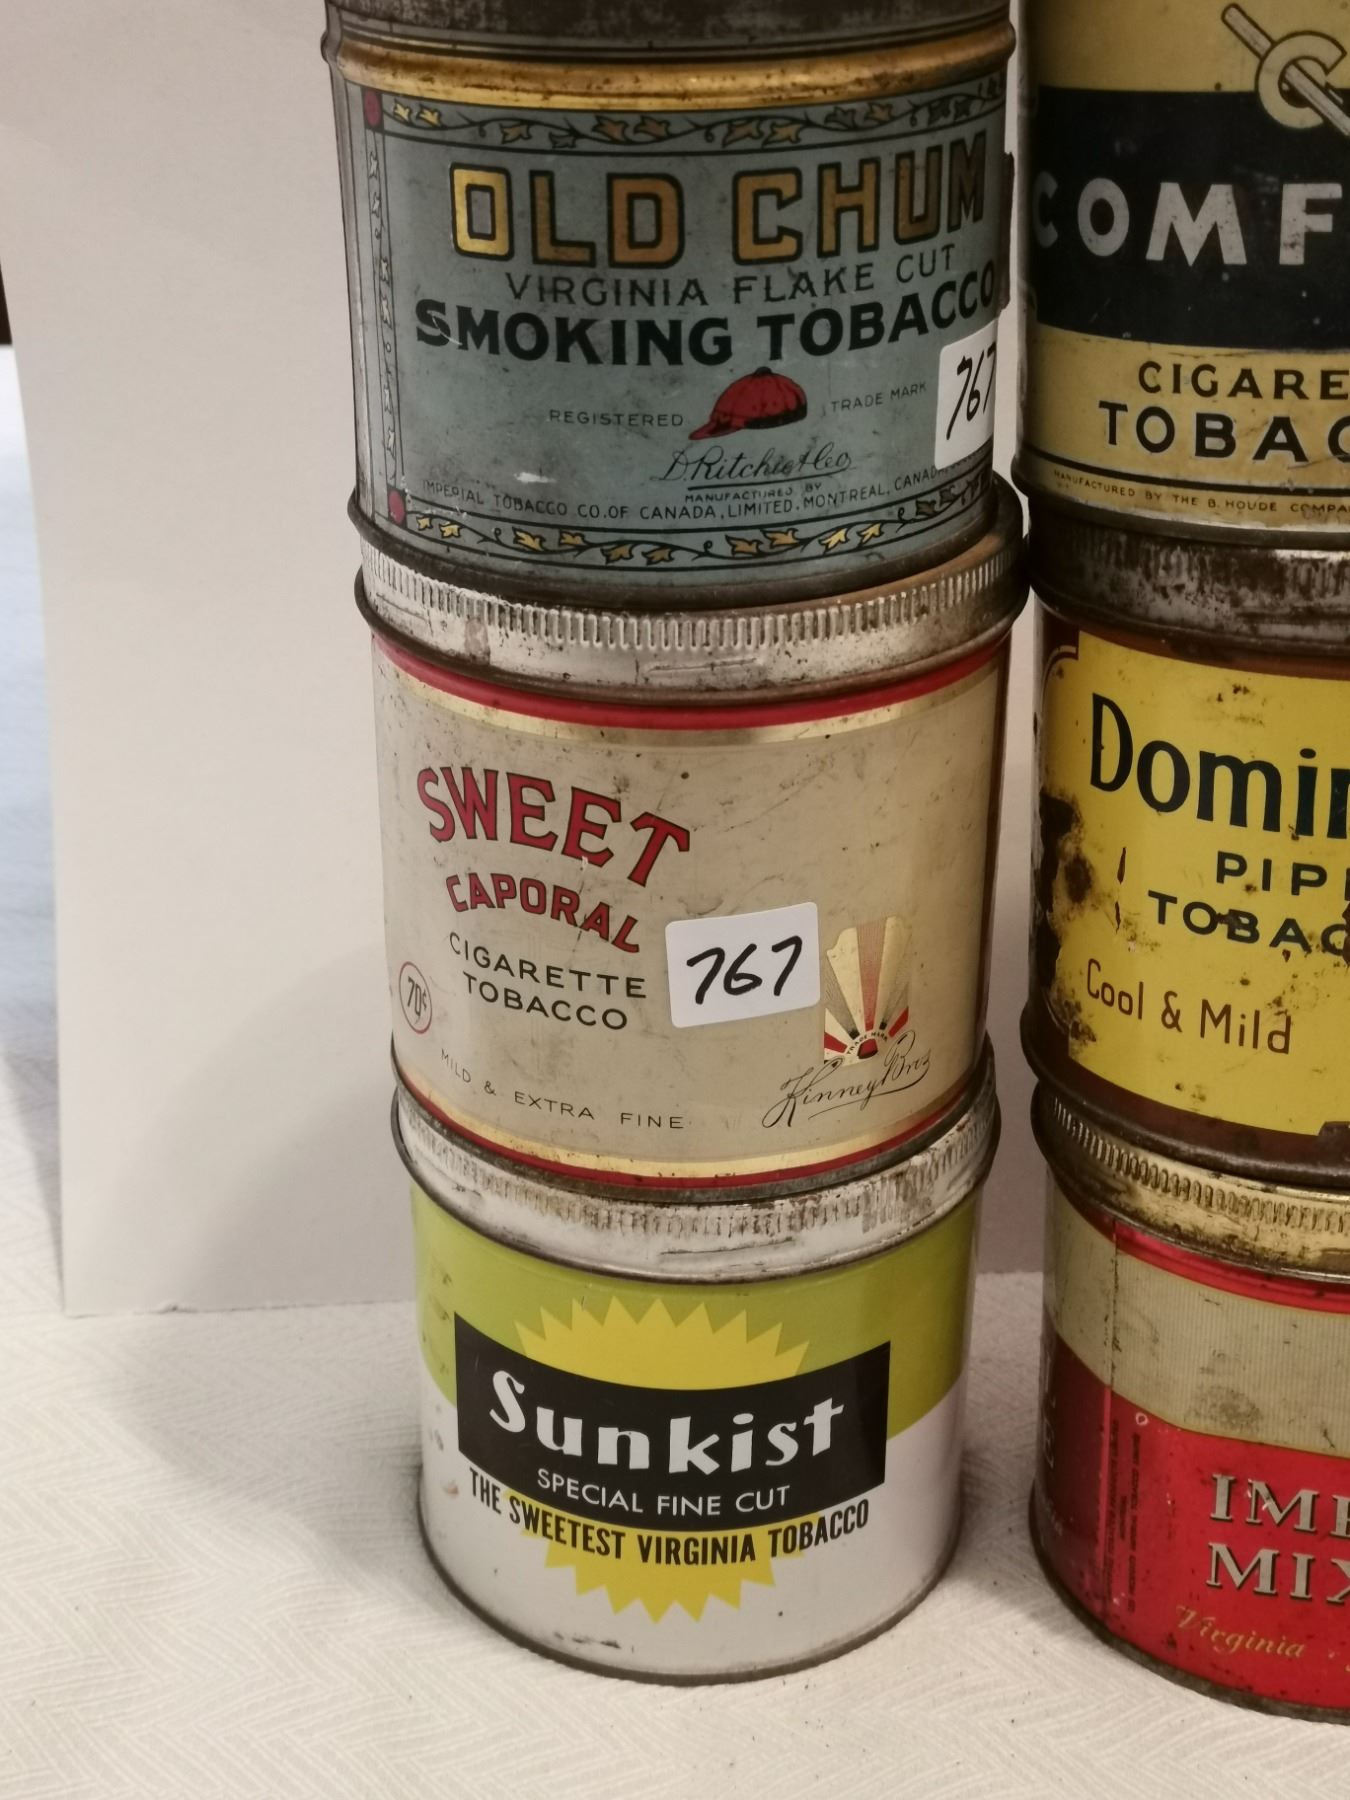 OLD CHUM
VIRGINIA FLAKE CUT
SMOKING TOBACCO
767
REGISTERED TRADE MARK
D. Ritchie & Co
MANUFACTURED BY
IMPERIAL TOBACCO CO. OF CANADA, LIMITED. MONTREAL, CANADA
COMF
CIGARE
TOBAC
MANUFACTURED BY THE B. HOUDE COMPA
SWEET
CAPORAL
CIGARETTE
TOBACCO
70¢
MILD & EXTRA FINE
767
TRADE MARK
Kinney Bros
Domin
PIP
TOBAC
Cool & Mild
Sunkist
SPECIAL FINE CUT
THE SWEETEST VIRGINIA TOBACCO
IMP
MIX
Virginia